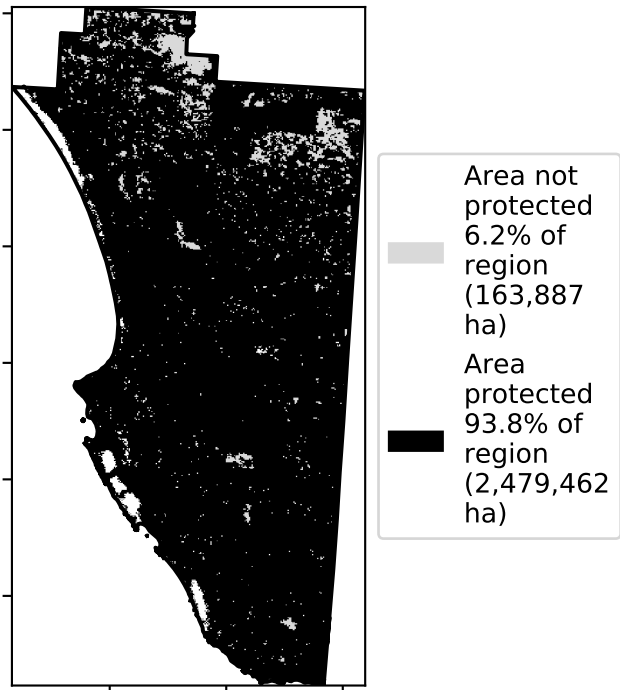 Area not
protected
6.2% of
region
(163,887
ha)
Area
protected
93.8% of
region
(2,479,462
ha)